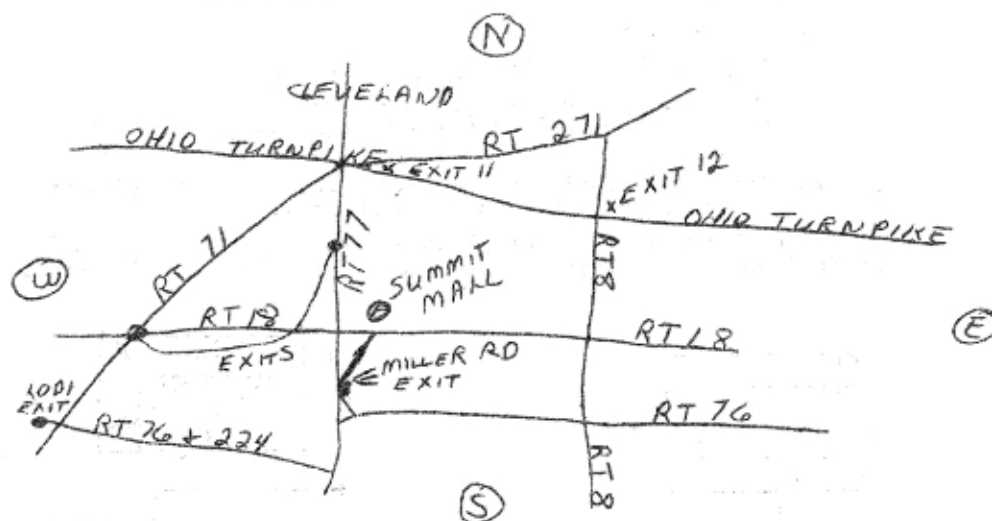 N
CLEVELAND
OHIO TURNPIKE
RT 271
EXIT 11
EXIT 12
OHIO TURNPIKE
RT 71
RT 77
RT 8
W
SUMMIT
MALL
E
RT 18
RT 18
EXITS
MILLER RD
EXIT
LODI
EXIT
RT 76 + 224
RT 76
RT 8
S